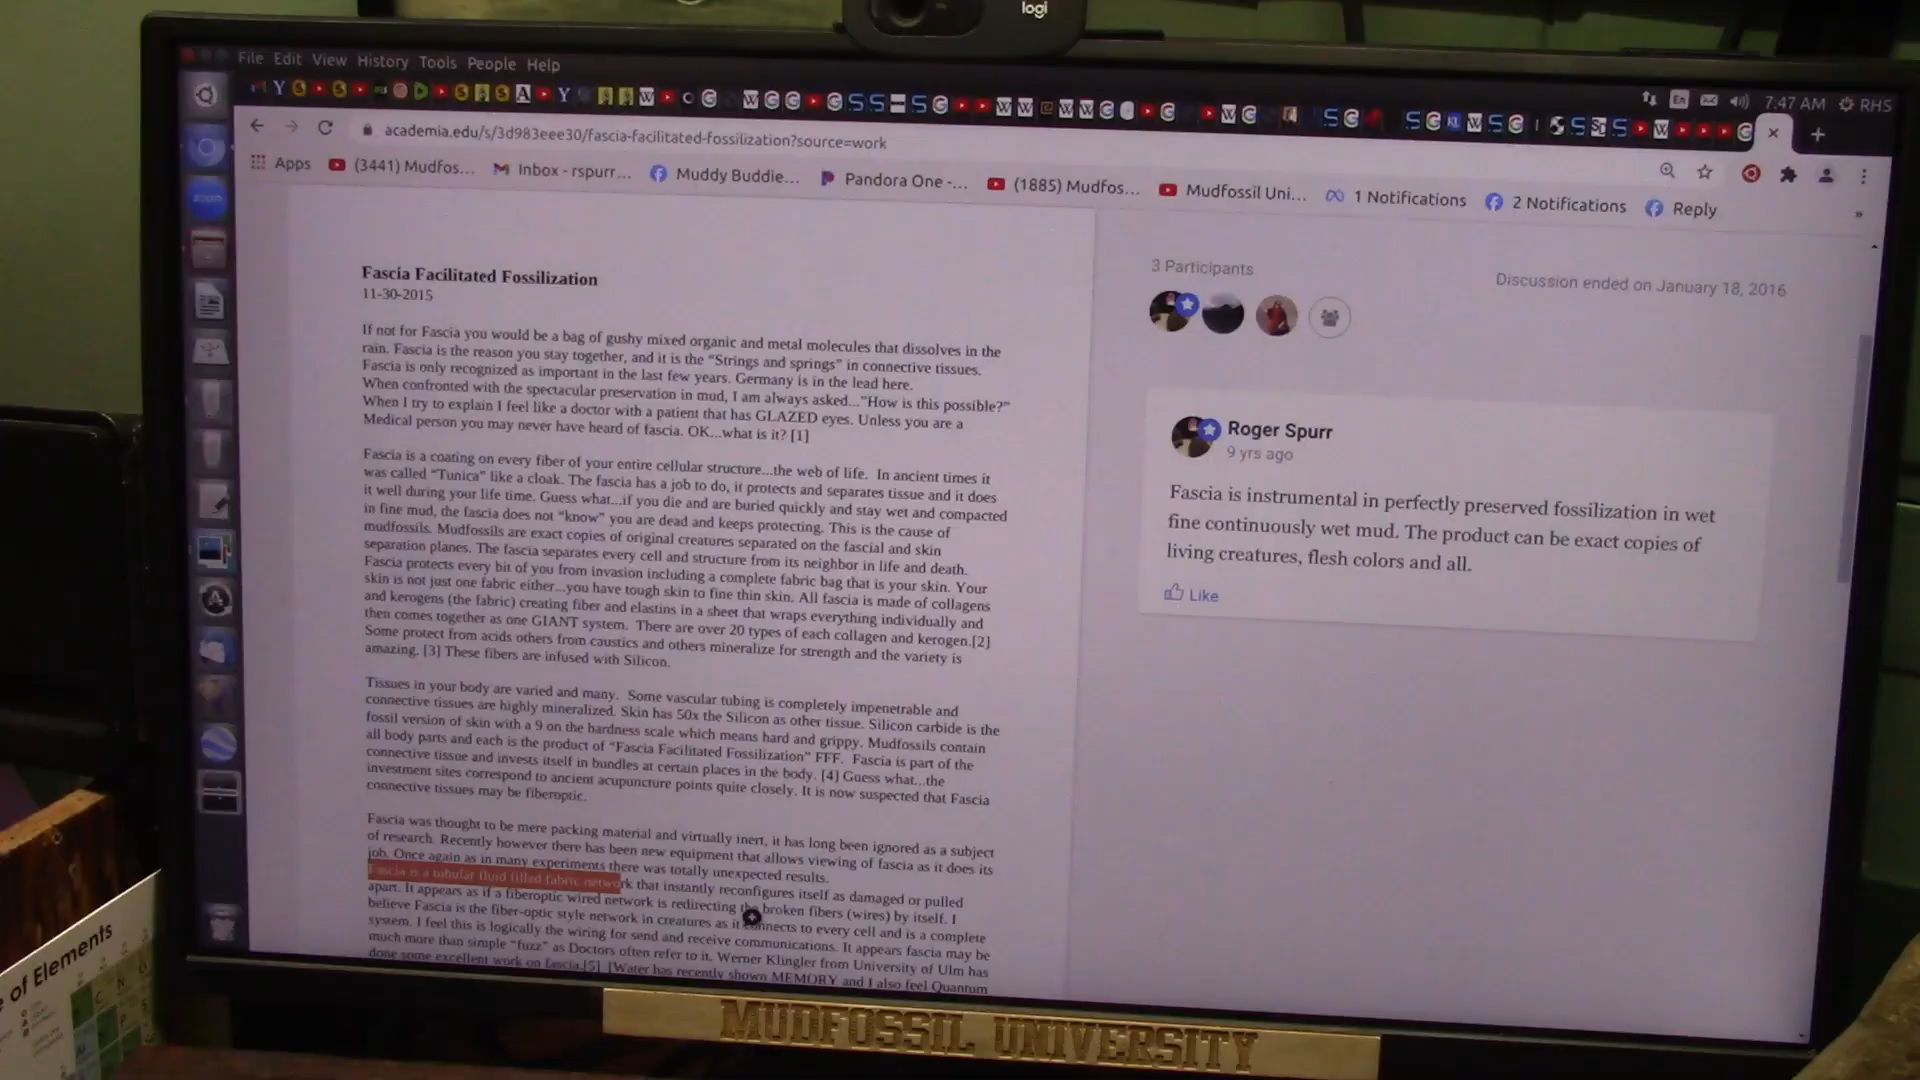 logi
File Edit View History Tools People Help
En 7:47 AM RHS
academia.edu/s/3d983eee30/fascia-facilitated-fossilization?source=work
Apps (3441) Mudfos... Inbox - rspurr... Muddy Buddie... Pandora One -... (1885) Mudfos... Mudfossil Uni... 1 Notifications 2 Notifications Reply »
zoom
Fascia Facilitated Fossilization
11-30-2015
If not for Fascia you would be a bag of gushy mixed organic and metal molecules that dissolves in the
rain. Fascia is the reason you stay together, and it is the “Strings and springs” in connective tissues.
Fascia is only recognized as important in the last few years. Germany is in the lead here.
When confronted with the spectacular preservation in mud, I am always asked...”How is this possible?”
When I try to explain I feel like a doctor with a patient that has GLAZED eyes. Unless you are a
Medical person you may never have heard of fascia. OK...what is it? [1]
Fascia is a coating on every fiber of your entire cellular structure...the web of life. In ancient times it
was called “Tunica” like a cloak. The fascia has a job to do, it protects and separates tissue and it does
it well during your life time. Guess what...if you die and are buried quickly and stay wet and compacted
in fine mud, the fascia does not “know” you are dead and keeps protecting. This is the cause of
mudfossils. Mudfossils are exact copies of original creatures separated on the fascial and skin
separation planes. The fascia separates every cell and structure from its neighbor in life and death.
Fascia protects every bit of you from invasion including a complete fabric bag that is your skin. Your
skin is not just one fabric either...you have tough skin to fine thin skin. All fascia is made of collagens
and kerogens (the fabric) creating fiber and elastins in a sheet that wraps everything individually and
then comes together as one GIANT system. There are over 20 types of each collagen and kerogen.[2]
Some protect from acids others from caustics and others mineralize for strength and the variety is
amazing. [3] These fibers are infused with Silicon.
Tissues in your body are varied and many. Some vascular tubing is completely impenetrable and
connective tissues are highly mineralized. Skin has 50x the Silicon as other tissue. Silicon carbide is the
fossil version of skin with a 9 on the hardness scale which means hard and grippy. Mudfossils contain
all body parts and each is the product of “Fascia Facilitated Fossilization” FFF. Fascia is part of the
connective tissue and invests itself in bundles at certain places in the body. [4] Guess what...the
investment sites correspond to ancient acupuncture points quite closely. It is now suspected that Fascia
connective tissues may be fiberoptic.
Fascia was thought to be mere packing material and virtually inert, it has long been ignored as a subject
of research. Recently however there has been new equipment that allows viewing of fascia as it does its
job. Once again as in many experiments there was totally unexpected results.
Fascia is a tubular fluid filled fabric network that instantly reconfigures itself as damaged or pulled
apart. It appears as if a fiberoptic wired network is redirecting the broken fibers (wires) by itself. I
believe Fascia is the fiber-optic style network in creatures as it connects to every cell and is a complete
system. I feel this is logically the wiring for send and receive communications. It appears fascia may be
much more than simple “fuzz” as Doctors often refer to it. Werner Klingler from University of Ulm has
done some excellent work on fascia.[5] [Water has recently shown MEMORY and I also feel Quantum
3 Participants
Discussion ended on January 18, 2016
Roger Spurr
9 yrs ago
Fascia is instrumental in perfectly preserved fossilization in wet
fine continuously wet mud. The product can be exact copies of
living creatures, flesh colors and all.
Like
of Elements
MUDFOSSIL UNIVERSITY